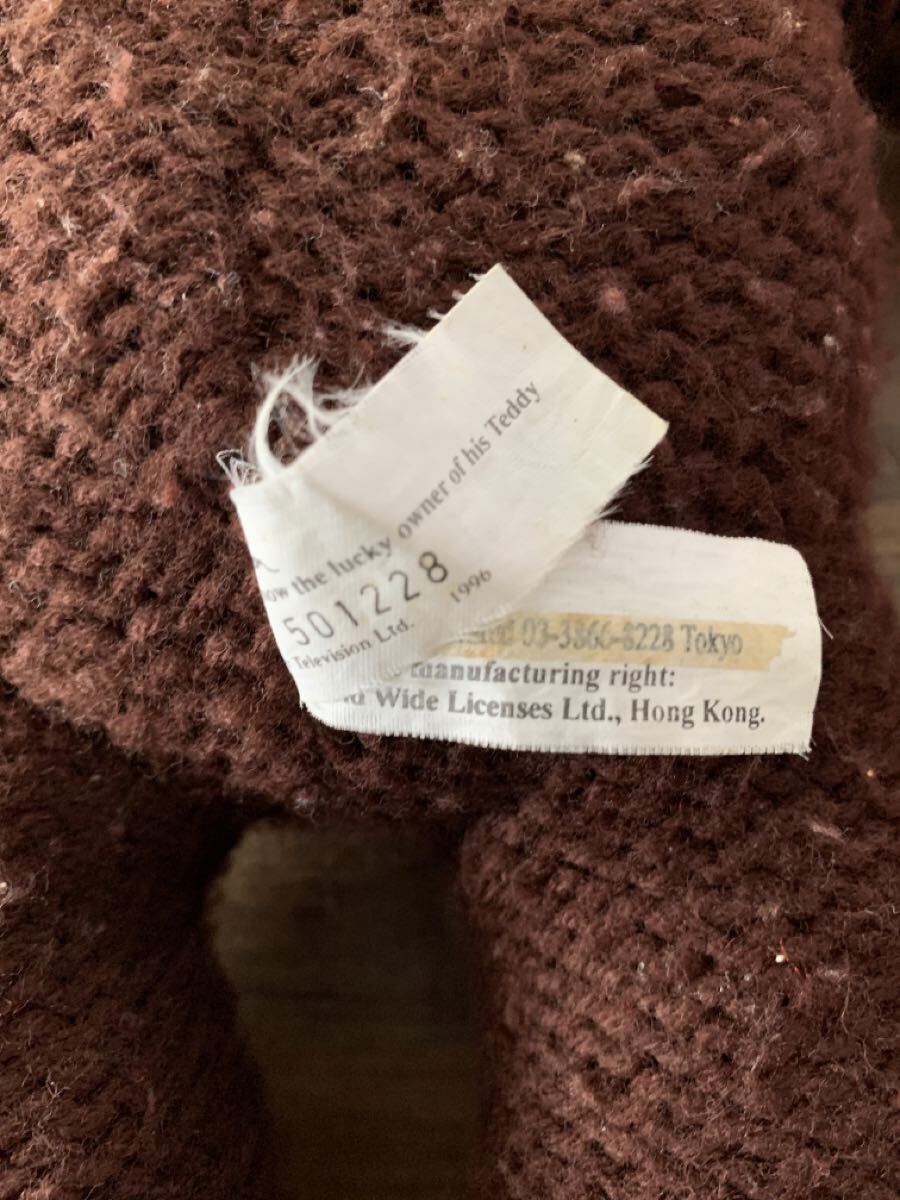 the lucky owner of his Teddy
501228
Television Ltd. 1996
03-3866-8228 Tokyo
manufacturing right:
Wide Licenses Ltd., Hong Kong.